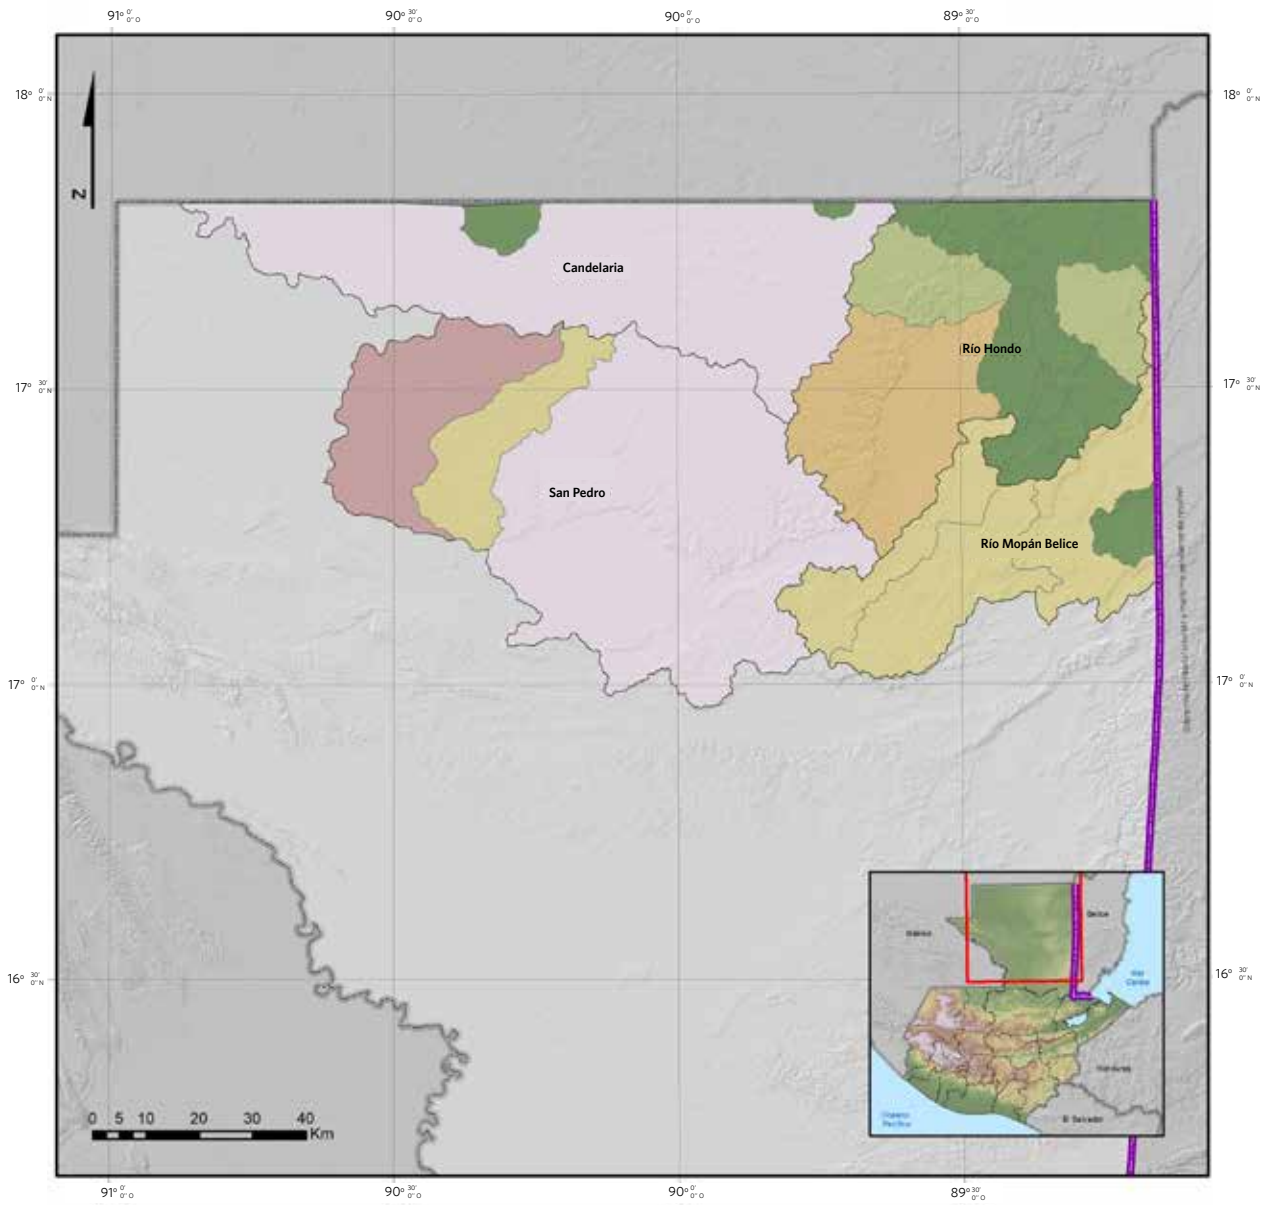 91° 0' 0" O
90° 30' 0" O
90° 0' 0" O
89° 30' 0" O
18° 0' 0" N
18° 0' 0" N
N
Candelaria
Río Hondo
17° 30' 0" N
17° 30' 0" N
San Pedro
Río Mopán Belice
17° 0' 0" N
17° 0' 0" N
Belice
México
Mar
Caribe
16° 30' 0" N
16° 30' 0" N
Honduras
El Salvador
Océano
Pacífico
0 5 10 20 30 40
Km
91° 0' 0" O
90° 30' 0" O
90° 0' 0" O
89° 30' 0" O